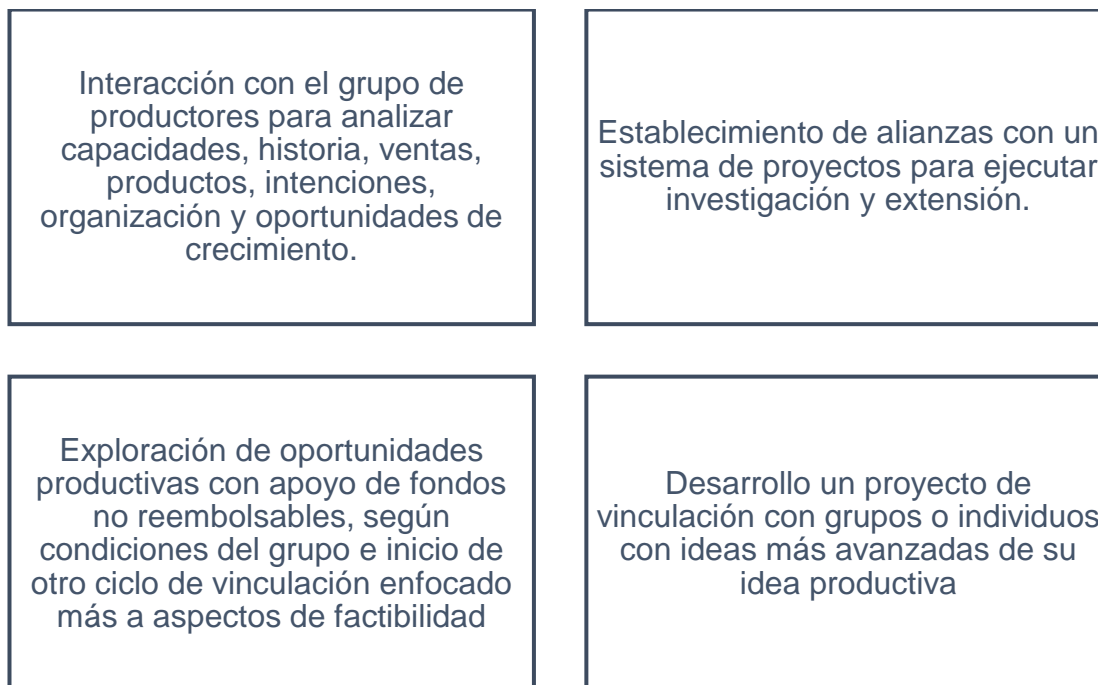 Interacción con el grupo de
productores para analizar
capacidades, historia, ventas,
productos, intenciones,
organización y oportunidades de
crecimiento.
Establecimiento de alianzas con un
sistema de proyectos para ejecutar
investigación y extensión.
Exploración de oportunidades
productivas con apoyo de fondos
no reembolsables, según
condiciones del grupo e inicio de
otro ciclo de vinculación enfocado
más a aspectos de factibilidad
Desarrollo un proyecto de
vinculación con grupos o individuos
con ideas más avanzadas de su
idea productiva